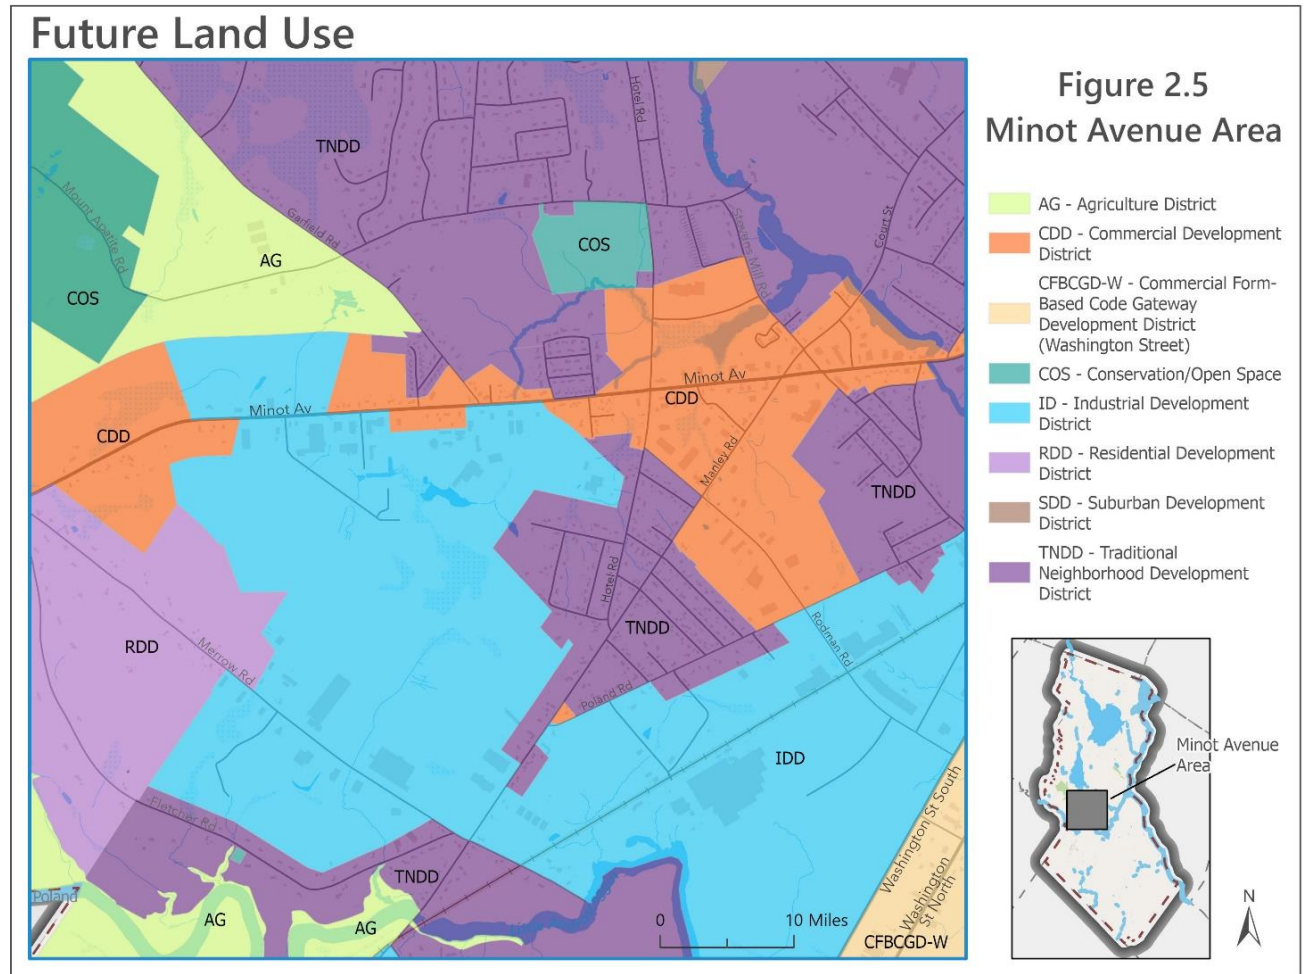 Future Land Use
Figure 2.5
Minot Avenue Area
AG - Agriculture District
CDD - Commercial Development
District
CFBCGD-W - Commercial Form-
Based Code Gateway
Development District
(Washington Street)
COS - Conservation/Open Space
ID - Industrial Development
District
RDD - Residential Development
District
SDD - Suburban Development
District
TNDD - Traditional
Neighborhood Development
District
Minot Avenue
Area
N
Hotel Rd
TNDD
Mount Apatite Rd
Garfield Rd
Stevens Mill Rd
Court St
COS
AG
COS
Minot Av
CDD
Minot Av
CDD
Manley Rd
TNDD
Hotel Rd
TNDD
Rodman Rd
RDD
Merrow Rd
Poland Rd
IDD
Fletcher Rd
Washington St South
Washington
St North
TNDD
Poland
AG
AG
0 10 Miles
CFBCGD-W